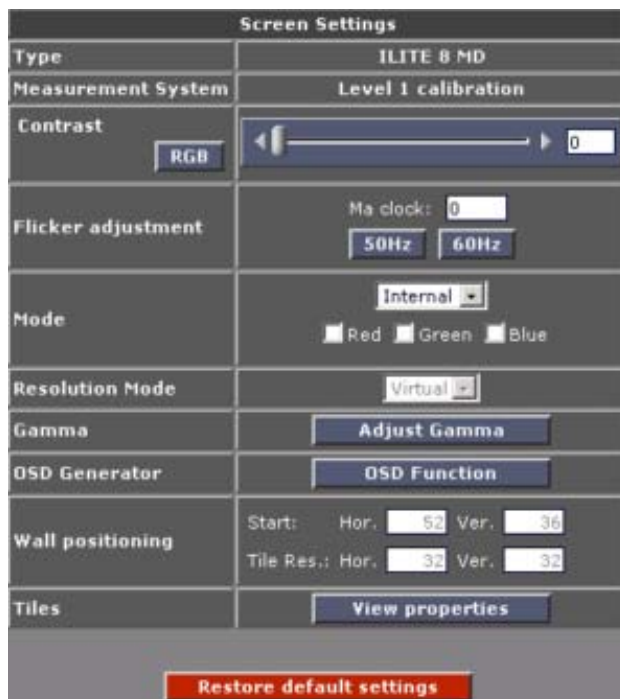 Screen Settings
Type ILITE 8 MD
Measurement System Level 1 calibration
Contrast
RGB 0
Flicker adjustment
Ma clock: 0
50Hz 60Hz
Mode
Internal
Red Green Blue
Resolution Mode Virtual
Gamma Adjust Gamma
OSD Generator OSD Function
Wall positioning
Start: Hor. 52 Ver. 36
Tile Res.: Hor. 32 Ver. 32
Tiles View properties
Restore default settings